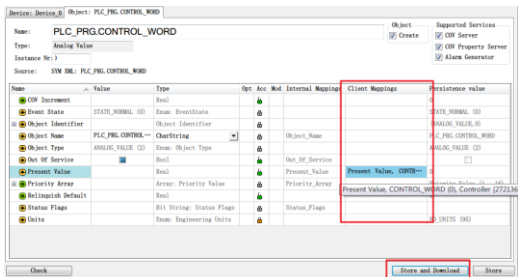 Device: Device_0 Object: PLC_PRG.CONTROL_WORD
Name: PLC_PRG.CONTROL_WORD
Object
Create
Supported Services
COV Server
COV Property Server
Alarm Generator
Type: Analog Value
Instance Nr:)
Source: SYM XML: PLC_PRG.CONTROL_WORD
Name Value Type Opt Acc Mod Internal Mappings Client Mappings Persistence value
COV Increment Real 0
Event State STATE_NORMAL (0) Enum: EventState STATE_NORMAL (0)
Object Identifier Object Identifier (ANALOG_VALUE,0)
Object Name PLC_PRG.CONTROL... CharString Object_Name PLC_PRG.CONTROL_WORD
Object Type ANALOG_VALUE (2) Enum: Object Type ANALOG_VALUE (2)
Out Of Service Bool Out_Of_Service
Present Value Real Present_Value Present Value, CONTR... 0
Priority Array Array: Priority Value Priority_Array
Present Value, CONTROL_WORD (0), Controller [272136
Relinquish Default Real
Status Flags Bit String: Status Flags Status_Flags
Units Enum: Engineering Units NO_UNITS (95)
Check Store and Download Store